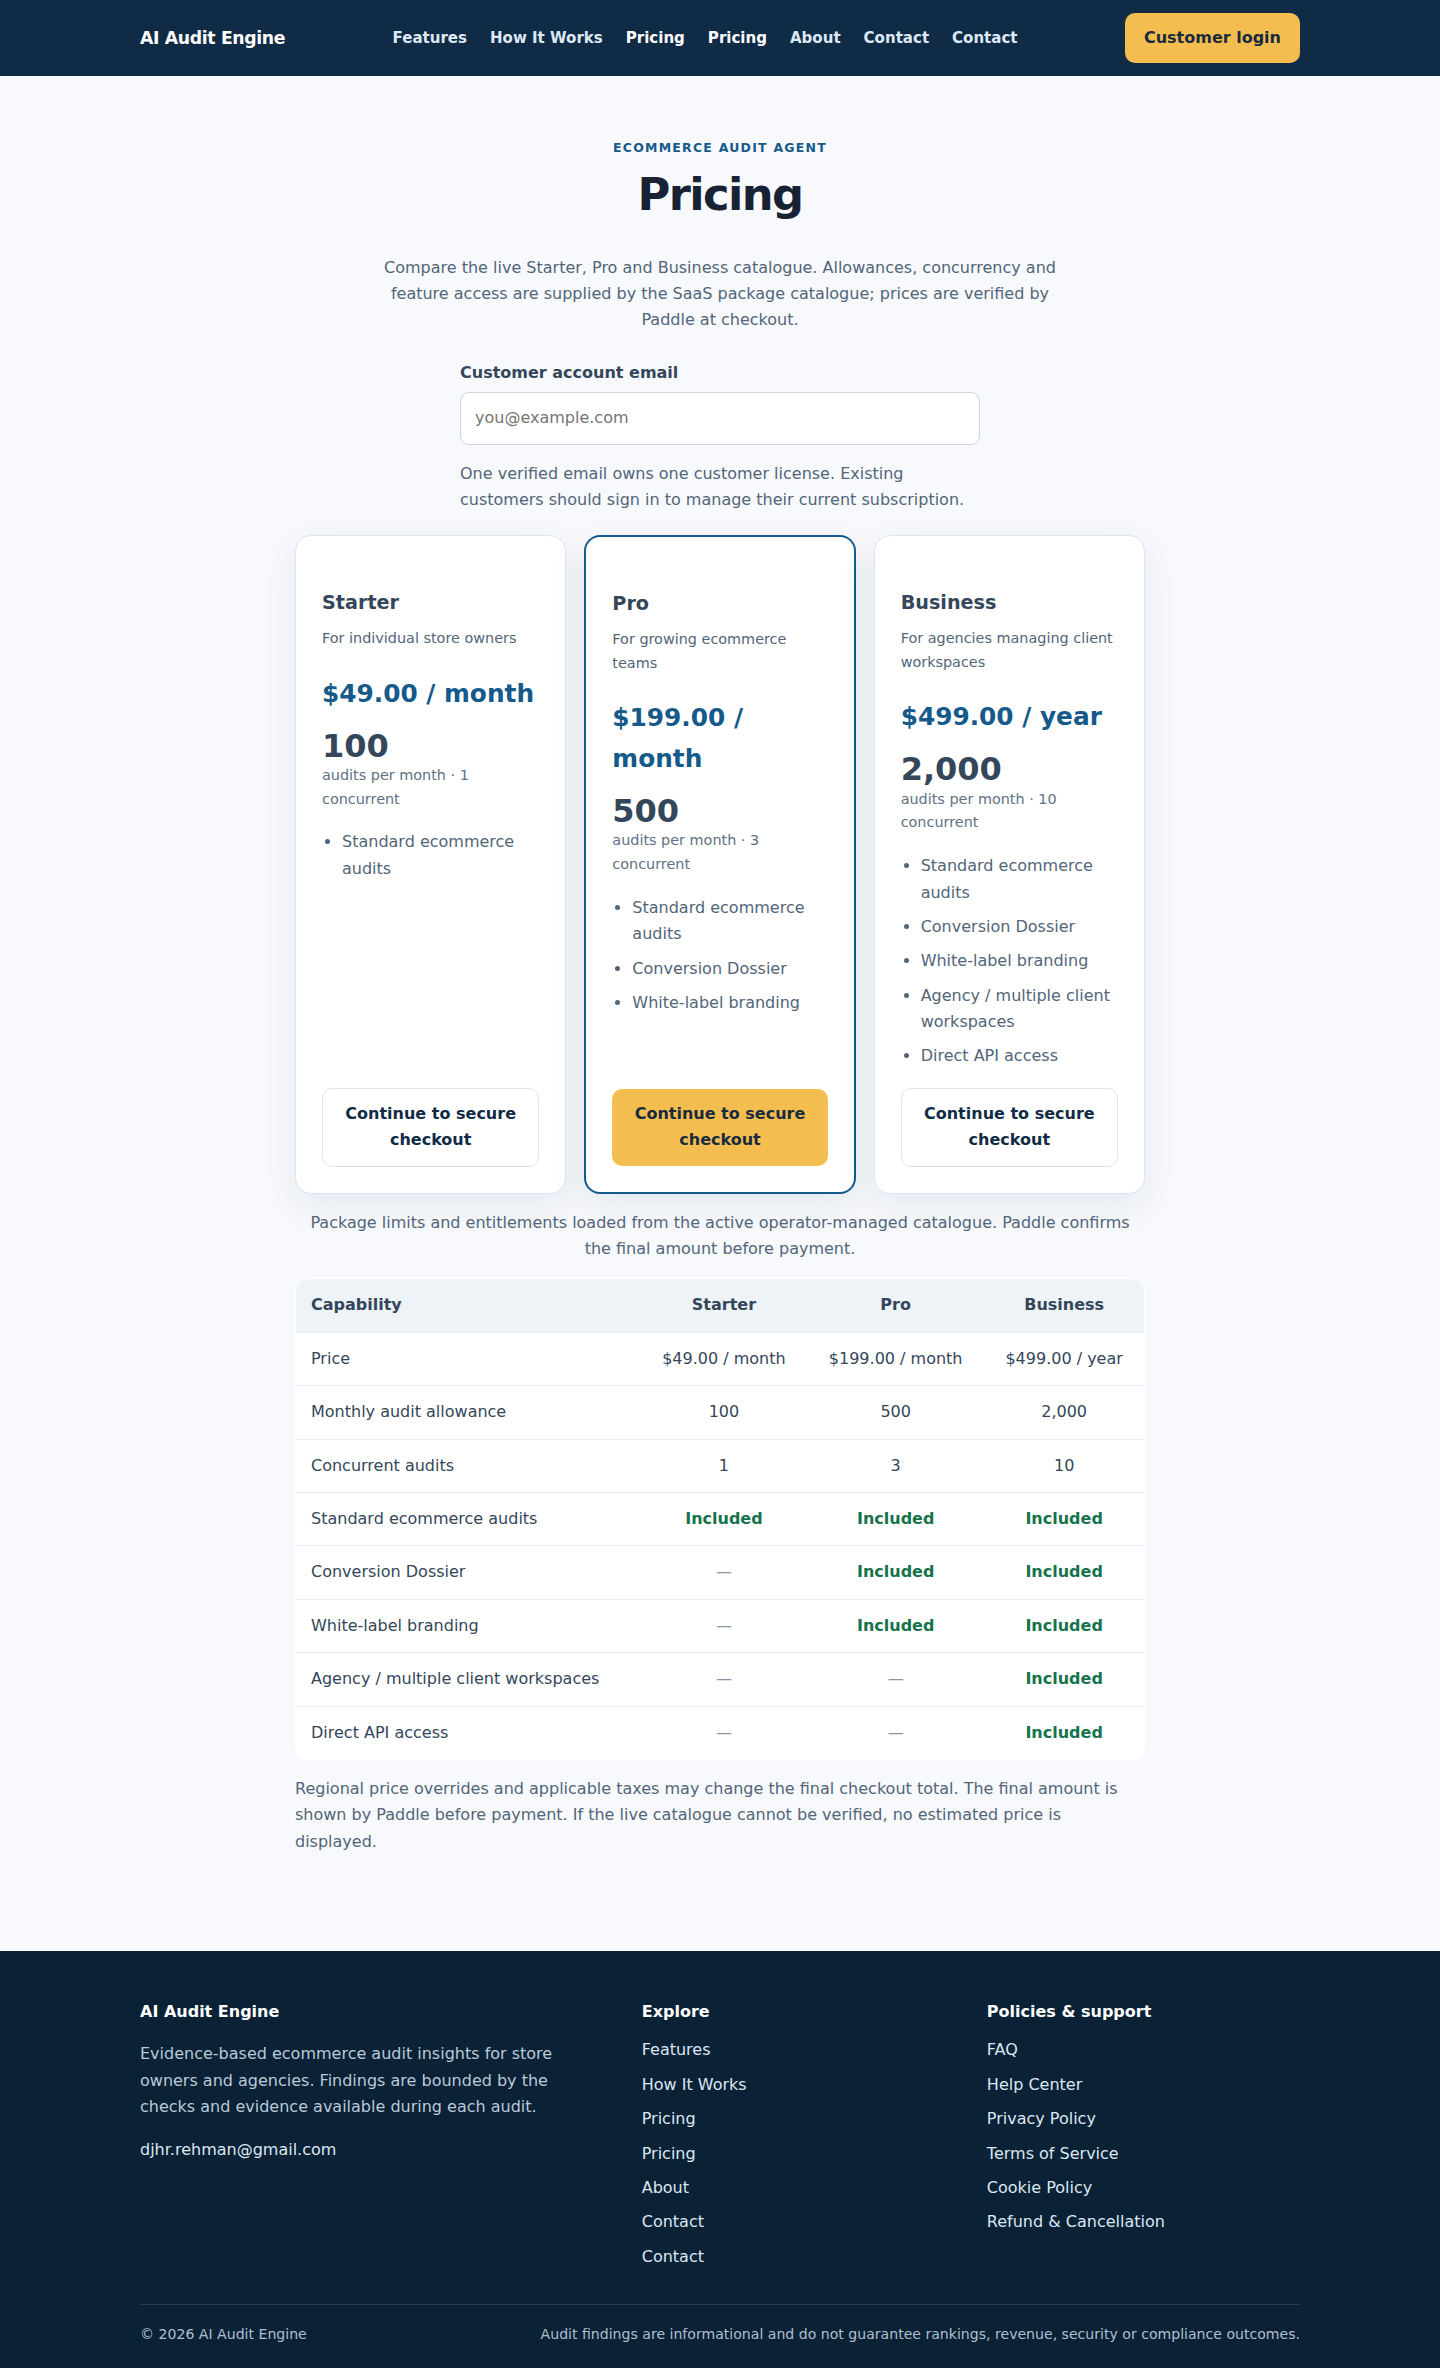 AI Audit Engine
Features How It Works Pricing Pricing About Contact Contact
Customer login
ECOMMERCE AUDIT AGENT
Pricing
Compare the live Starter, Pro and Business catalogue. Allowances, concurrency and
feature access are supplied by the SaaS package catalogue; prices are verified by
Paddle at checkout.
Customer account email
you@example.com
One verified email owns one customer license. Existing
customers should sign in to manage their current subscription.
Starter
For individual store owners
$49.00 / month
100
audits per month · 1
concurrent
• Standard ecommerce
audits
Continue to secure
checkout
Pro
For growing ecommerce
teams
$199.00 /
month
500
audits per month · 3
concurrent
• Standard ecommerce
audits
• Conversion Dossier
• White-label branding
Continue to secure
checkout
Business
For agencies managing client
workspaces
$499.00 / year
2,000
audits per month · 10
concurrent
• Standard ecommerce
audits
• Conversion Dossier
• White-label branding
• Agency / multiple client
workspaces
• Direct API access
Continue to secure
checkout
Package limits and entitlements loaded from the active operator-managed catalogue. Paddle confirms
the final amount before payment.
Capability Starter Pro Business
Price $49.00 / month $199.00 / month $499.00 / year
Monthly audit allowance 100 500 2,000
Concurrent audits 1 3 10
Standard ecommerce audits Included Included Included
Conversion Dossier — Included Included
White-label branding — Included Included
Agency / multiple client workspaces — — Included
Direct API access — — Included
Regional price overrides and applicable taxes may change the final checkout total. The final amount is
shown by Paddle before payment. If the live catalogue cannot be verified, no estimated price is
displayed.
AI Audit Engine
Evidence-based ecommerce audit insights for store
owners and agencies. Findings are bounded by the
checks and evidence available during each audit.
djhr.rehman@gmail.com
Explore
Features
How It Works
Pricing
Pricing
About
Contact
Contact
Policies & support
FAQ
Help Center
Privacy Policy
Terms of Service
Cookie Policy
Refund & Cancellation
© 2026 AI Audit Engine
Audit findings are informational and do not guarantee rankings, revenue, security or compliance outcomes.